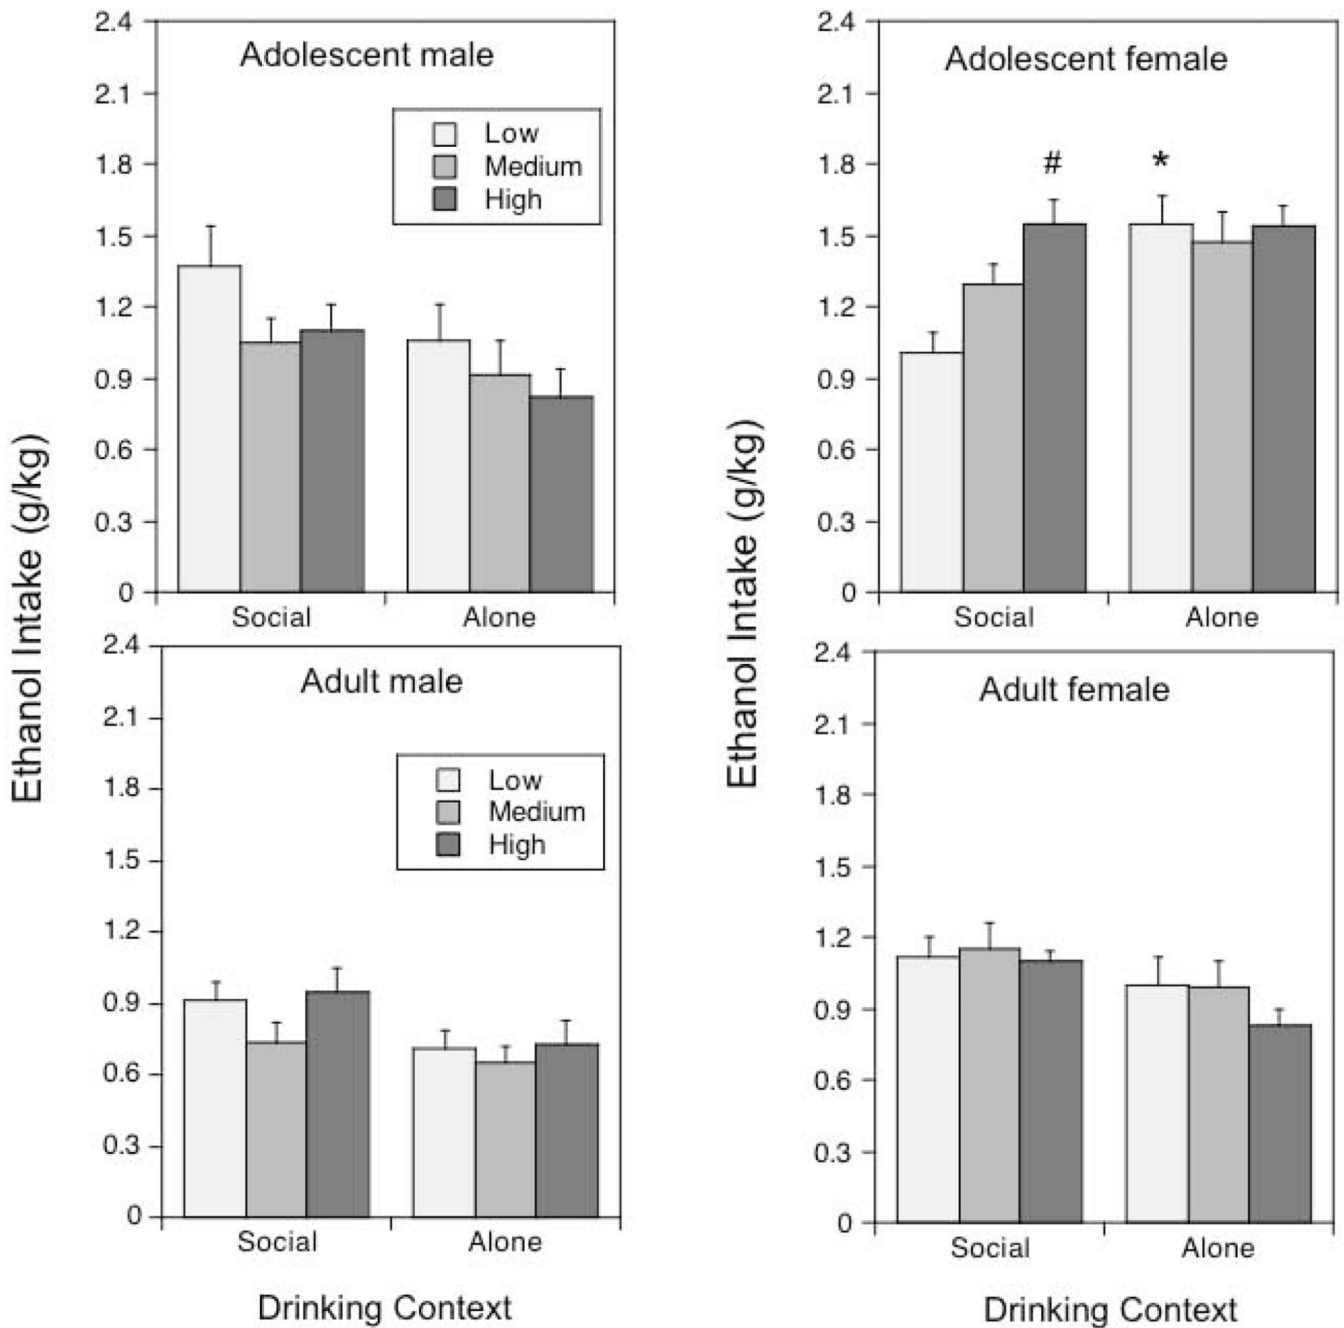 Adolescent male
2.4
2.1
1.8
1.5
1.2
0.9
0.6
0.3
0
Low
Medium
High
Social Alone
Adolescent female
2.4
2.1
1.8
1.5
1.2
0.9
0.6
0.3
0
# *
Social Alone
Ethanol Intake (g/kg)
Ethanol Intake (g/kg)
Adult male
2.4
2.1
1.8
1.5
1.2
0.9
0.6
0.3
0
Low
Medium
High
Social Alone
Drinking Context
Adult female
2.4
2.1
1.8
1.5
1.2
0.9
0.6
0.3
0
Social Alone
Drinking Context